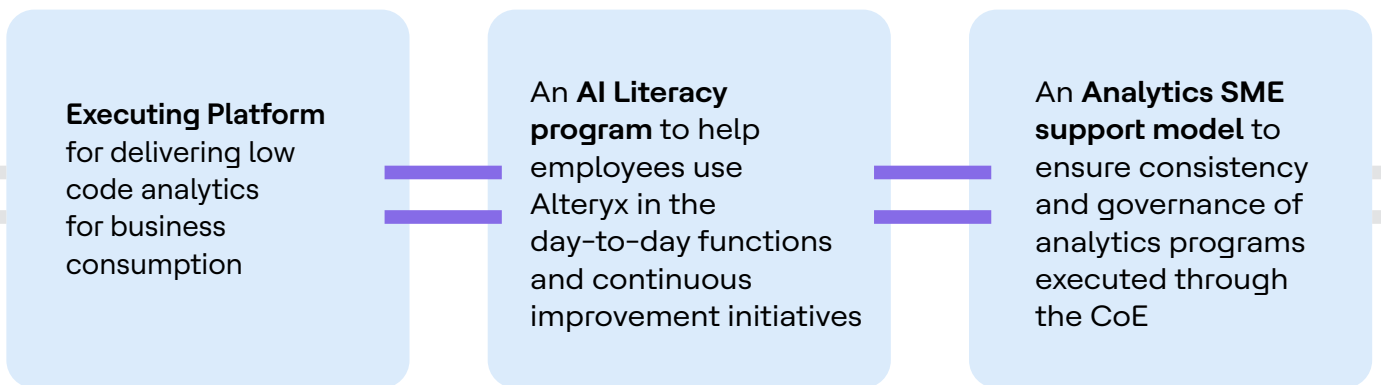 Executing Platform
for delivering low
code analytics
for business
consumption
An AI Literacy
program to help
employees use
Alteryx in the
day-to-day functions
and continuous
improvement initiatives
An Analytics SME
support model to
ensure consistency
and governance of
analytics programs
executed through
the CoE